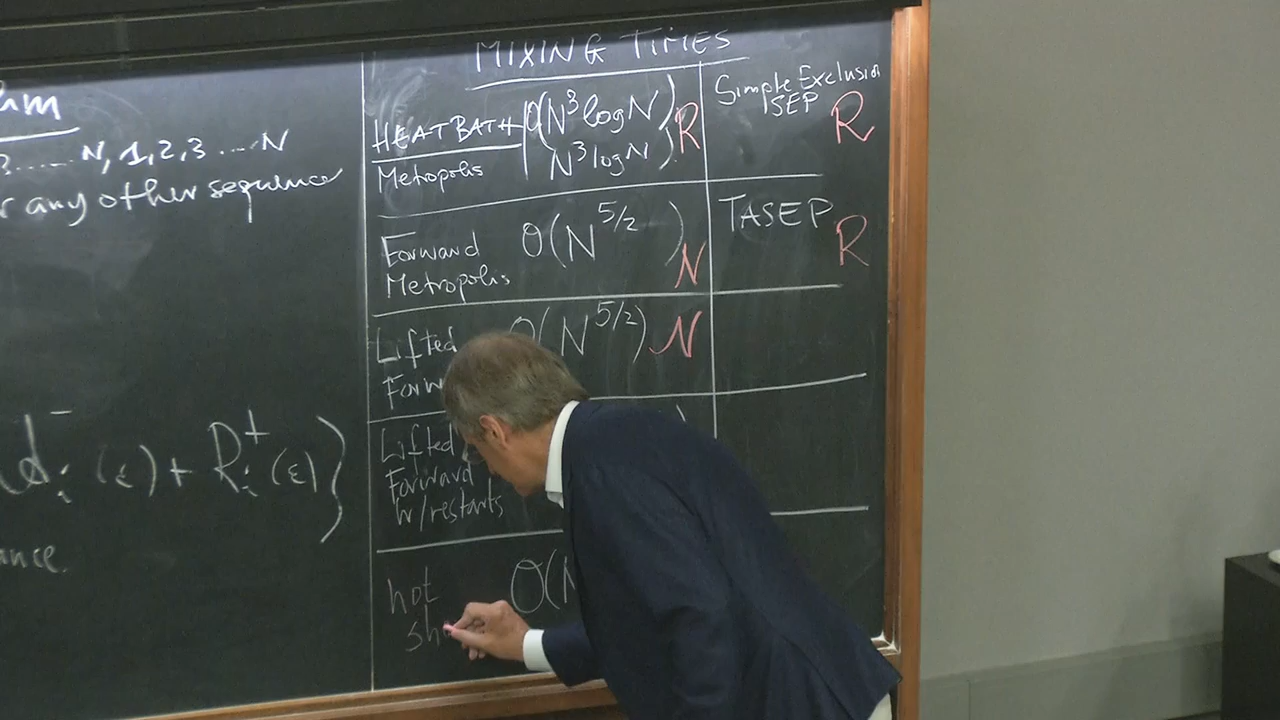 MIXING TIMES
3..... N, 1,2,3 ....N
any other sequence
(ε) + R_i^+ (ε) }
HEATBATH O(N³ log N) R
Metropolis N³ log N
Simple Exclusion
SEP R
Forward O(N^{5/2}) N
Metropolis
TASEP R
Lifted O(N^{5/2}) N
Lifted
Forward
w/restarts
hot O(N